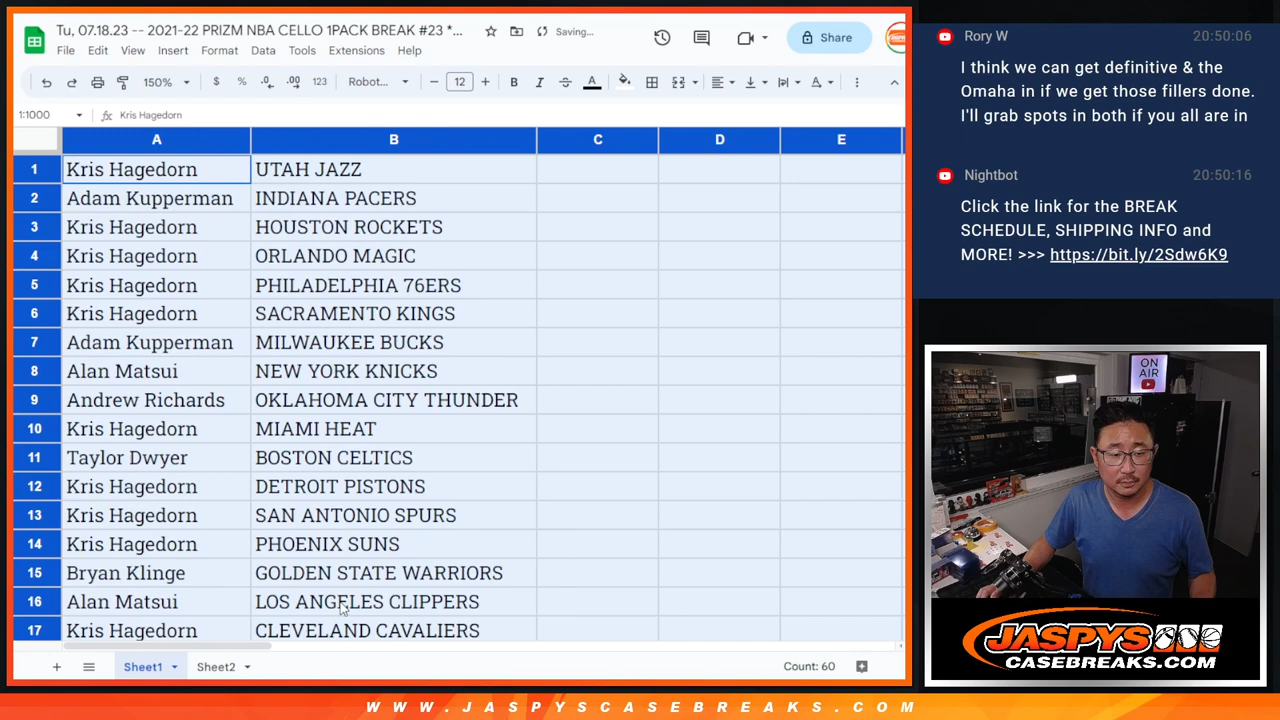 Tu, 07.18.23 -- 2021-22 PRIZM NBA CELLO 1PACK BREAK #23 *...
Saving...
Share
File Edit View Insert Format Data Tools Extensions Help
150% $ % .0 .00 123 Robot... - 12 + B I A
1:1000 fx Kris Hagedorn
A B C D E
1 Kris Hagedorn UTAH JAZZ
2 Adam Kupperman INDIANA PACERS
3 Kris Hagedorn HOUSTON ROCKETS
4 Kris Hagedorn ORLANDO MAGIC
5 Kris Hagedorn PHILADELPHIA 76ERS
6 Kris Hagedorn SACRAMENTO KINGS
7 Adam Kupperman MILWAUKEE BUCKS
8 Alan Matsui NEW YORK KNICKS
9 Andrew Richards OKLAHOMA CITY THUNDER
10 Kris Hagedorn MIAMI HEAT
11 Taylor Dwyer BOSTON CELTICS
12 Kris Hagedorn DETROIT PISTONS
13 Kris Hagedorn SAN ANTONIO SPURS
14 Kris Hagedorn PHOENIX SUNS
15 Bryan Klinge GOLDEN STATE WARRIORS
16 Alan Matsui LOS ANGELES CLIPPERS
17 Kris Hagedorn CLEVELAND CAVALIERS
+ Sheet1 Sheet2 Count: 60
Rory W 20:50:06
I think we can get definitive & the
Omaha in if we get those fillers done.
I'll grab spots in both if you all are in
Nightbot 20:50:16
Click the link for the BREAK
SCHEDULE, SHIPPING INFO and
MORE! >>> https://bit.ly/2Sdw6K9
ON
AIR
JASPYS
CASEBREAKS.COM
WWW.JASPYSCASEBREAKS.COM